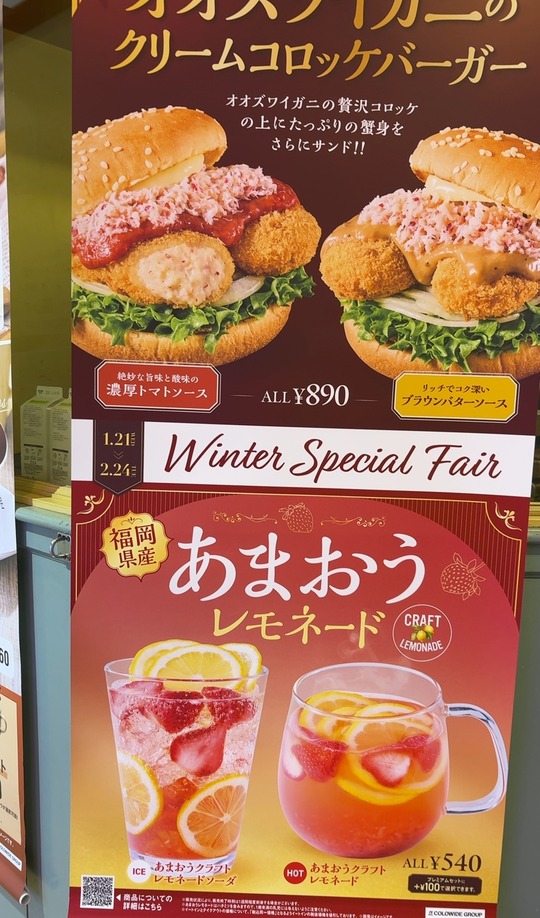 オオズワイガニの
クリームコロッケバーガー
オオズワイガニの贅沢コロッケ
の上にたっぷりの蟹身を
さらにサンド!!
絶妙な旨味と酸味の
濃厚トマトソース
ALL ¥890
リッチでコク深い
ブラウンバターソース
1.21 WED
2.24 TUE
Winter Special Fair
福岡
県産
あまおう
レモネード
CRAFT
LEMONADE
ICE あまおうクラフト
レモネードソーダ
HOT あまおうクラフト
レモネード
ALL ¥540
プレミアムセットに
+¥100で選択できます。
◀ 商品についての
詳細はこちら
COLOWIDE GROUP